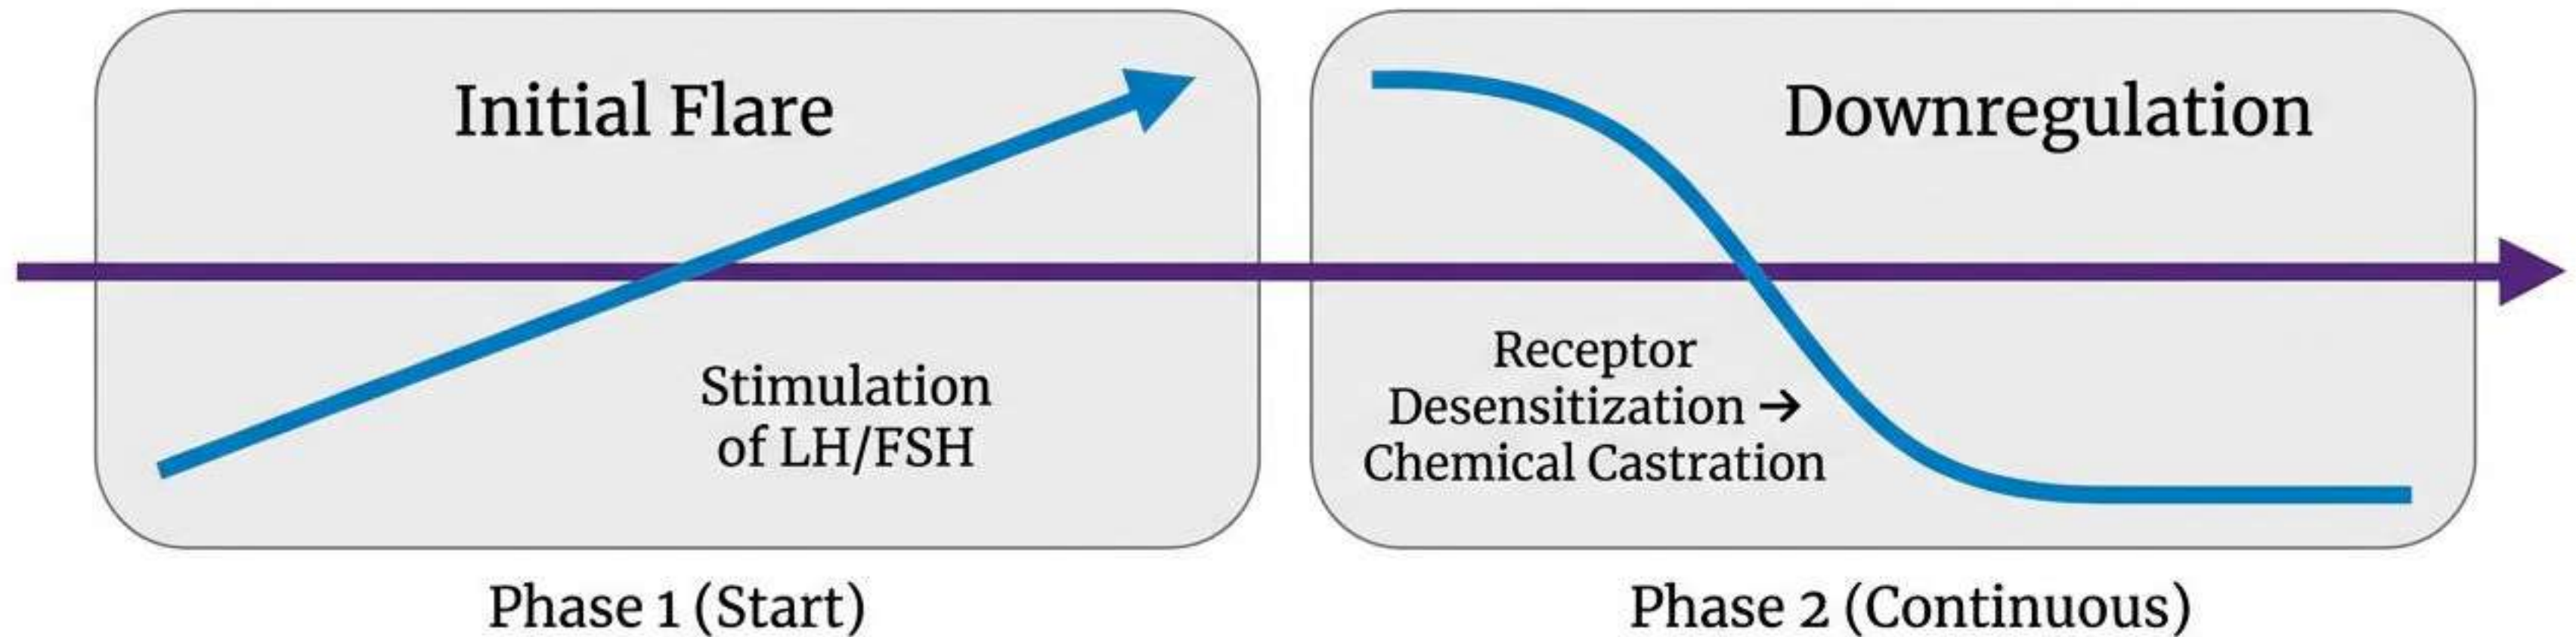 Initial Flare
Stimulation
of LH/FSH
Phase 1 (Start)
Downregulation
Receptor
Desensitization →
Chemical Castration
Phase 2 (Continuous)